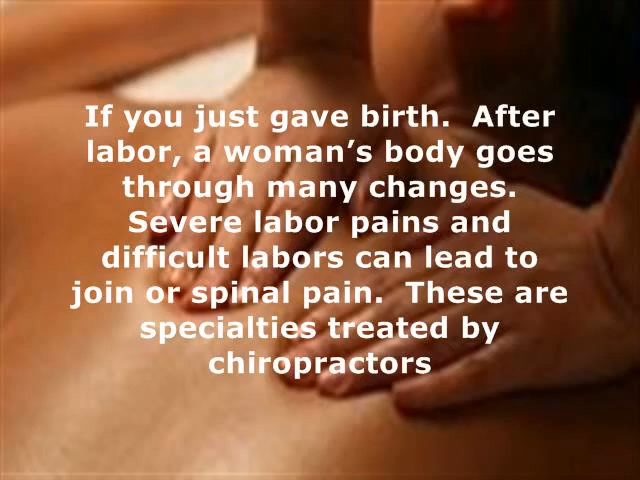 If you just gave birth.  After
labor, a woman’s body goes
through many changes.
Severe labor pains and
difficult labors can lead to
join or spinal pain.  These are
specialties treated by
chiropractors